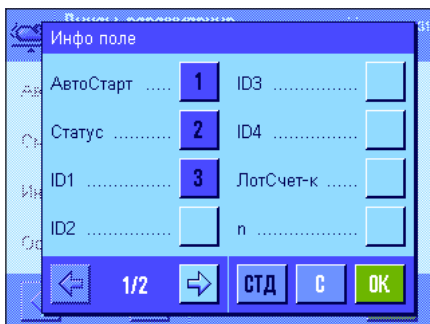 Инфо поле
АвтоСтарт ..... 1 ID3 ................
Статус ........... 2 ID4 ................
ID1 ................ 3 ЛотСчет-к ......
ID2 ................ n ....................
1/2 СТД C OK